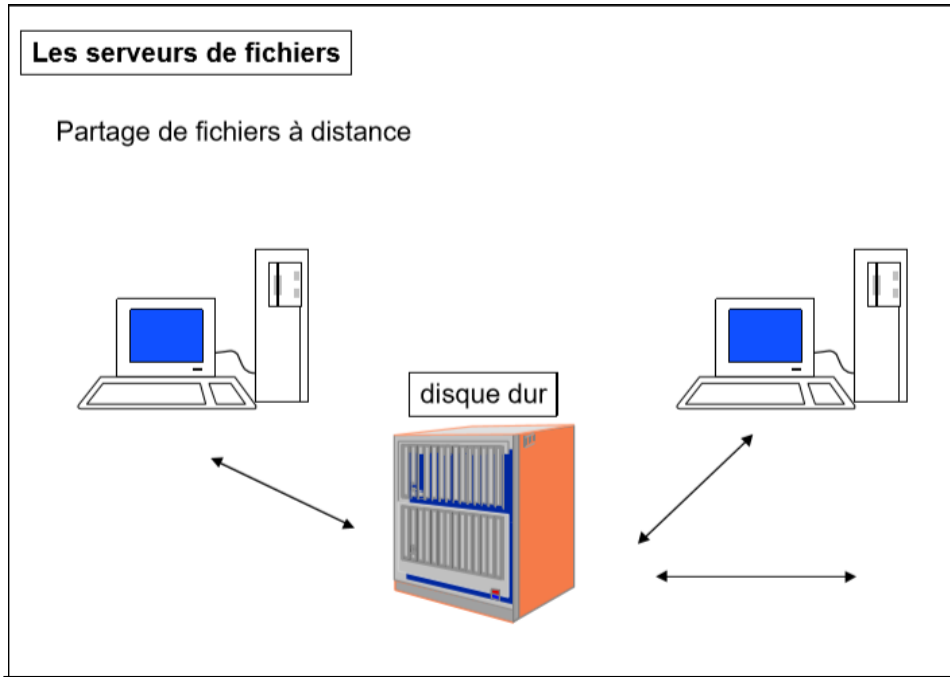 Les serveurs de fichiers
Partage de fichiers à distance
disque dur